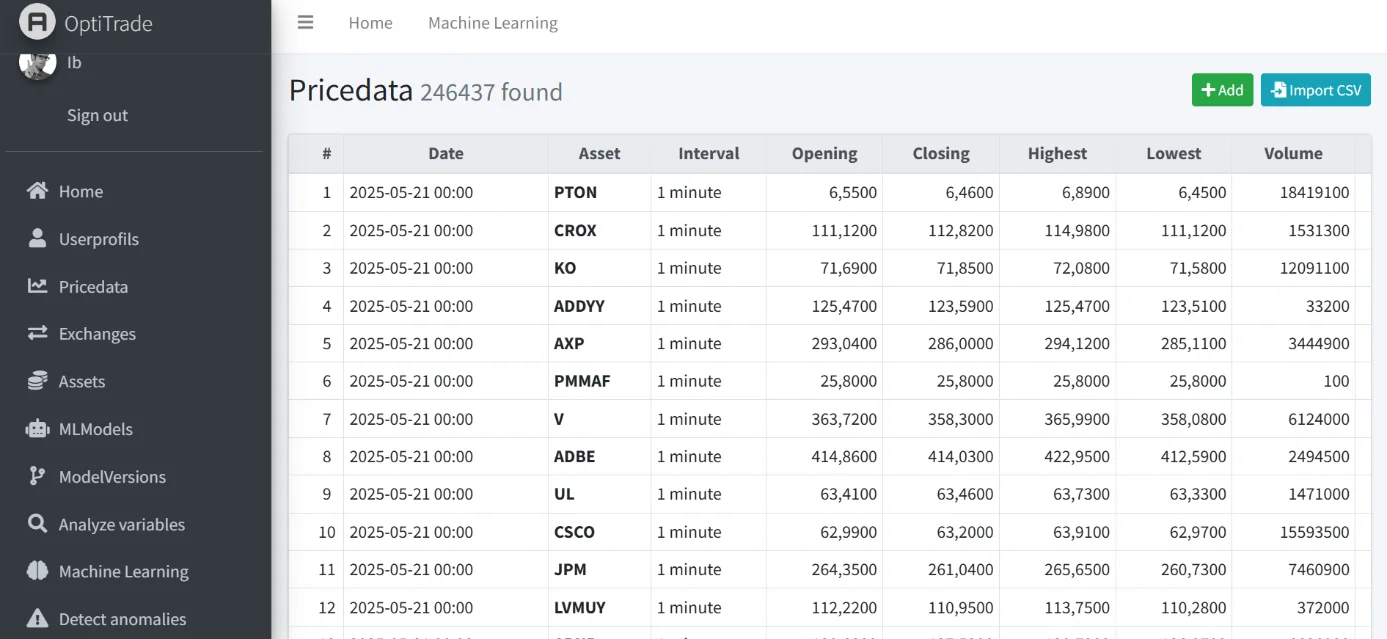 OptiTrade
Ib
Sign out
Home
Userprofils
Pricedata
Exchanges
Assets
MLModels
ModelVersions
Analyze variables
Machine Learning
Detect anomalies
Home Machine Learning
Pricedata 246437 found
Add Import CSV
# Date Asset Interval Opening Closing Highest Lowest Volume
1 2025-05-21 00:00 PTON 1 minute 6,5500 6,4600 6,8900 6,4500 18419100
2 2025-05-21 00:00 CROX 1 minute 111,1200 112,8200 114,9800 111,1200 1531300
3 2025-05-21 00:00 KO 1 minute 71,6900 71,8500 72,0800 71,5800 12091100
4 2025-05-21 00:00 ADDYY 1 minute 125,4700 123,5900 125,4700 123,5100 33200
5 2025-05-21 00:00 AXP 1 minute 293,0400 286,0000 294,1200 285,1100 3444900
6 2025-05-21 00:00 PMMAF 1 minute 25,8000 25,8000 25,8000 25,8000 100
7 2025-05-21 00:00 V 1 minute 363,7200 358,3000 365,9900 358,0800 6124000
8 2025-05-21 00:00 ADBE 1 minute 414,8600 414,0300 422,9500 412,5900 2494500
9 2025-05-21 00:00 UL 1 minute 63,4100 63,4600 63,7300 63,3300 1471000
10 2025-05-21 00:00 CSCO 1 minute 62,9900 63,2000 63,9100 62,9700 15593500
11 2025-05-21 00:00 JPM 1 minute 264,3500 261,0400 265,6500 260,7300 7460900
12 2025-05-21 00:00 LVMUY 1 minute 112,2200 110,9500 113,7500 110,2800 372000